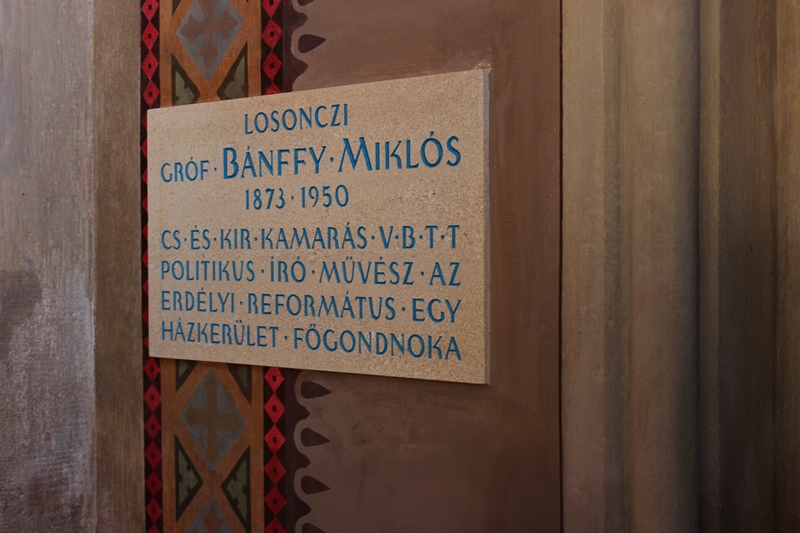 LOSONCZI
GRÓF·BÁNFFY·MIKLÓS
1873·1950
CS·ÉS·KIR·KAMARÁS·V·B·T·T
POLITIKUS·ÍRÓ·MŰVÉSZ·AZ
ERDÉLYI·REFORMÁTUS·EGY
HÁZKERÜLET·FŐGONDNOKA